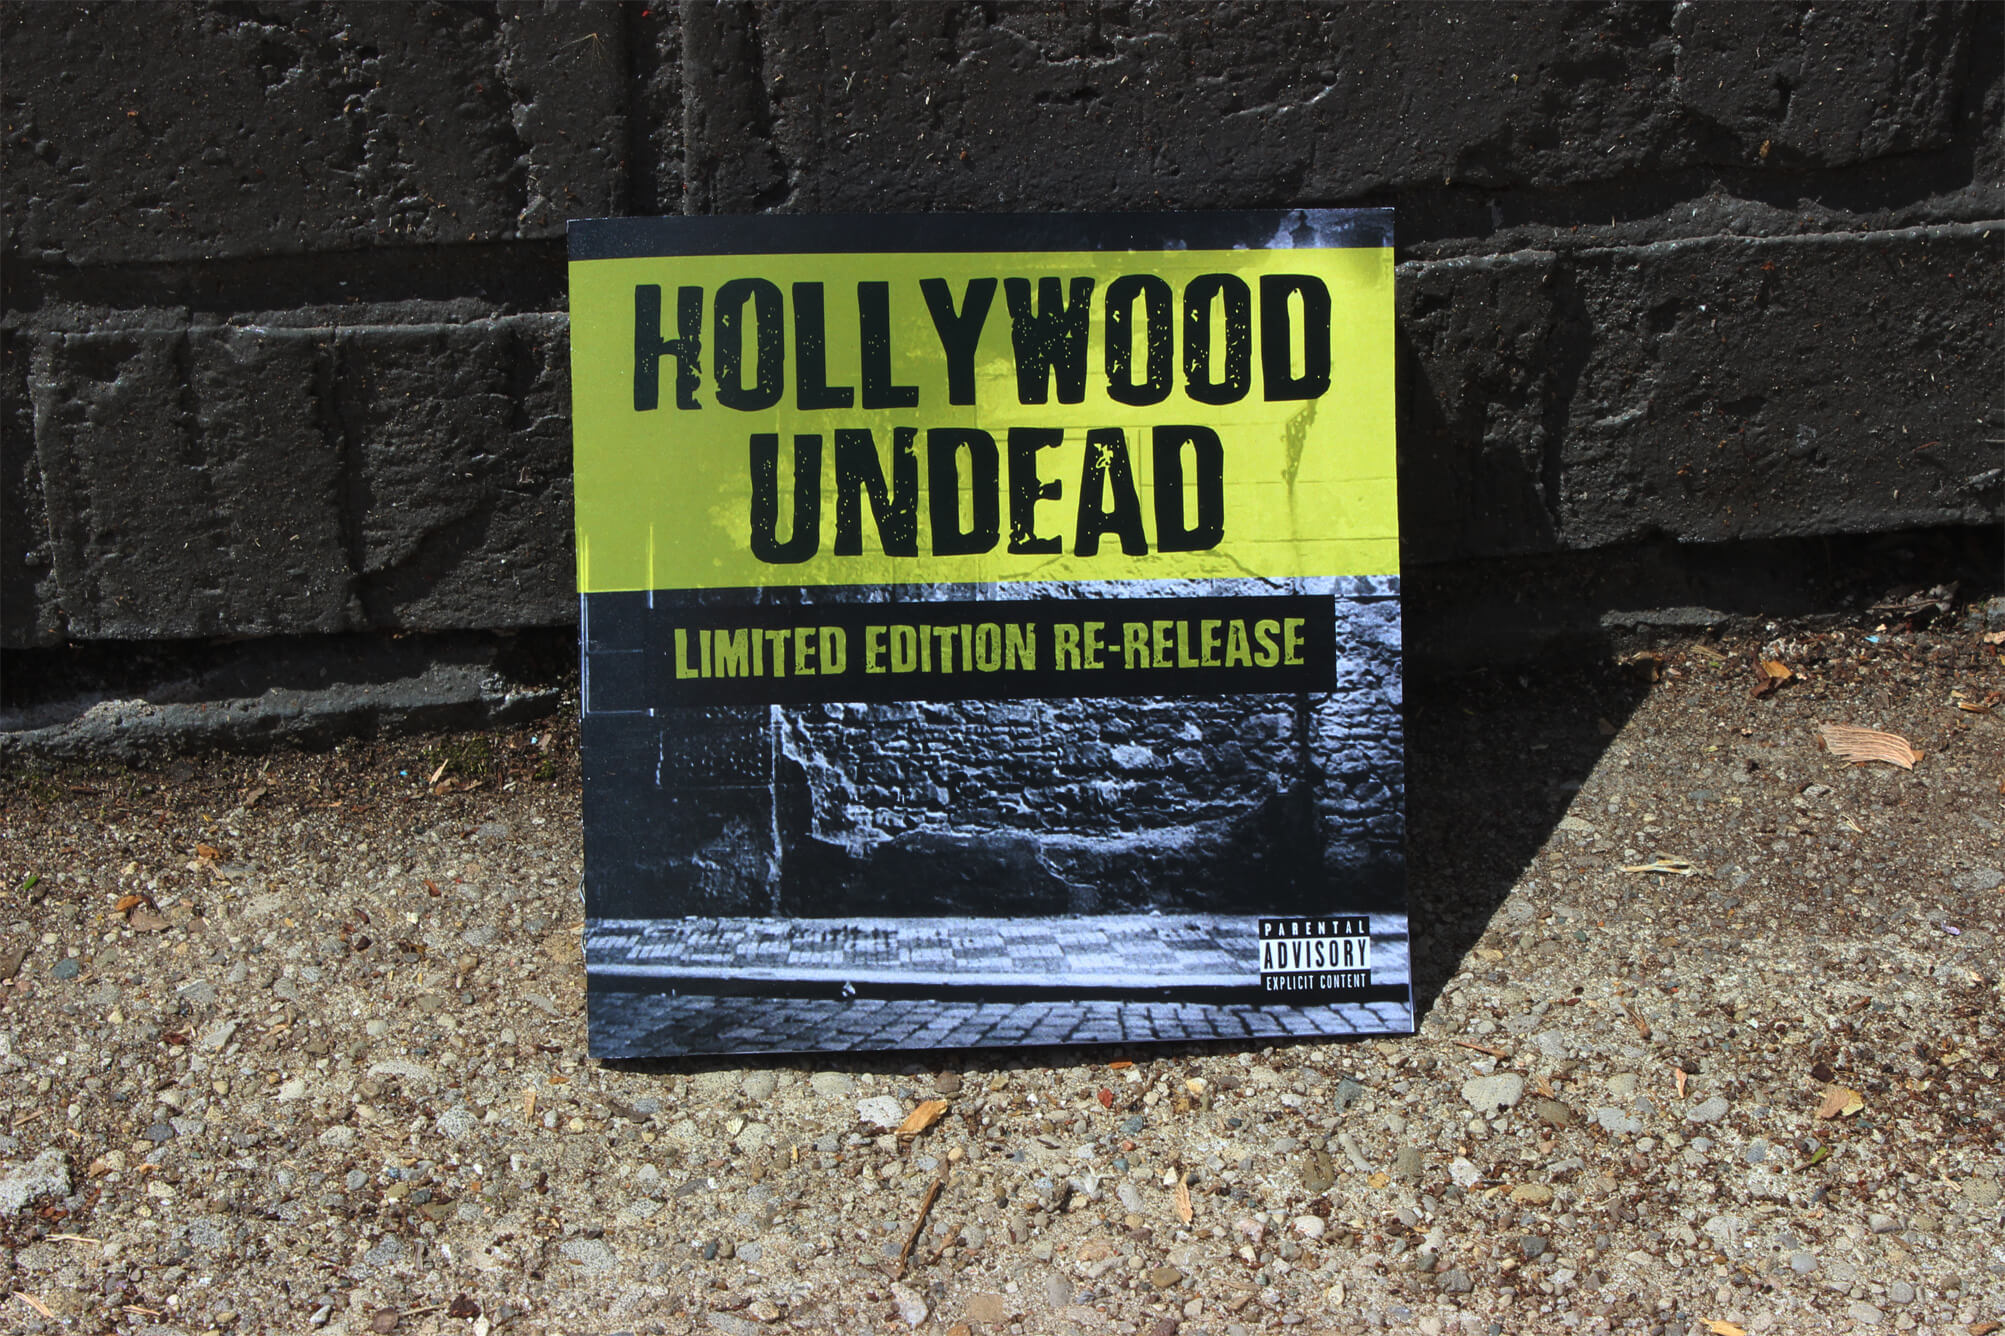 HOLLYWOOD
UNDEAD
LIMITED EDITION RE-RELEASE
PARENTAL
ADVISORY
EXPLICIT CONTENT